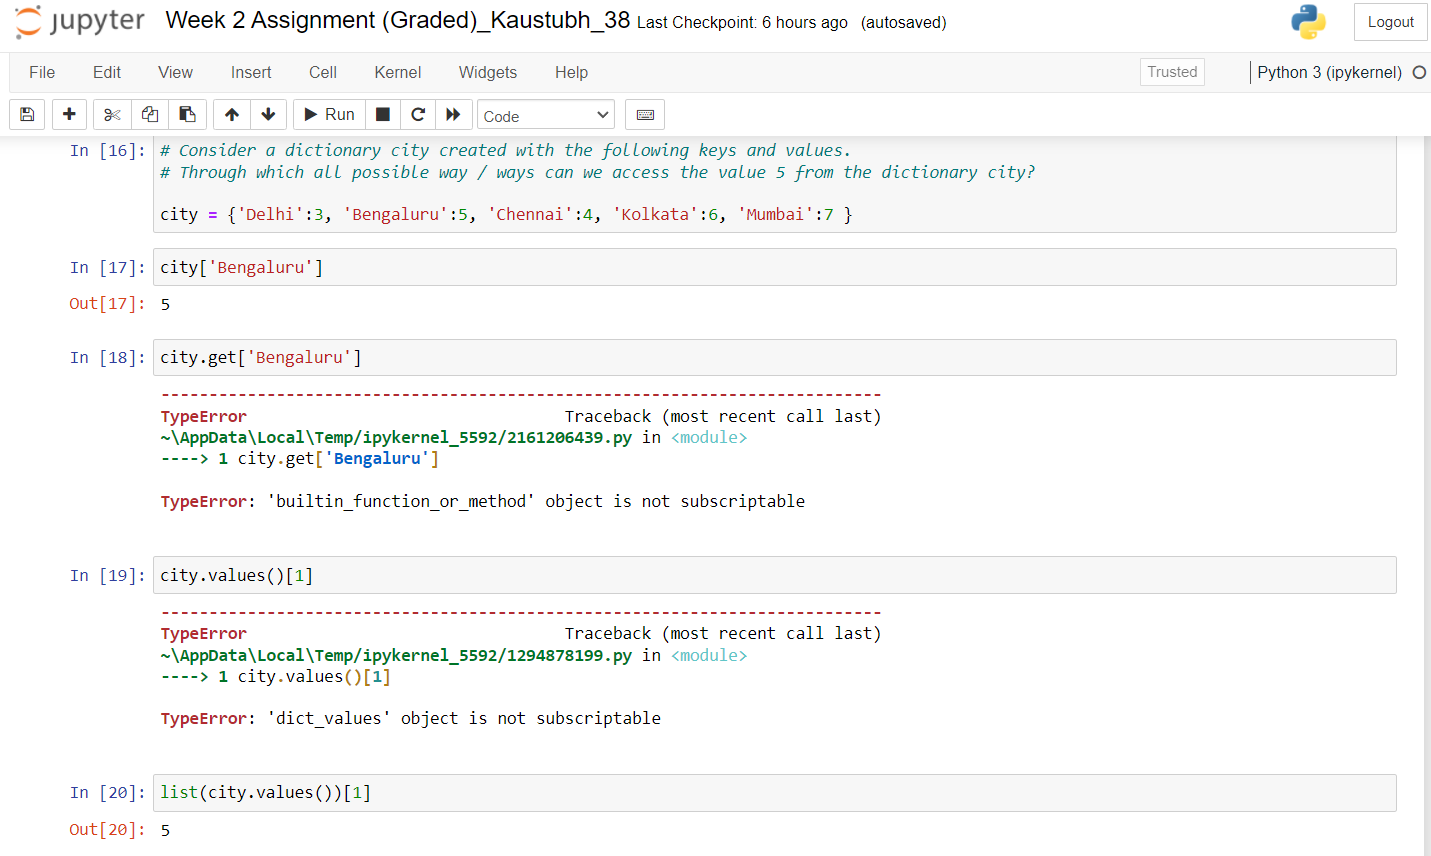 jupyter Week 2 Assignment (Graded)_Kaustubh_38 Last Checkpoint: 6 hours ago (autosaved) Logout
File Edit View Insert Cell Kernel Widgets Help Trusted Python 3 (ipykernel)
Run Code
In [16]: # Consider a dictionary city created with the following keys and values.
# Through which all possible way / ways can we access the value 5 from the dictionary city?
city = {'Delhi':3, 'Bengaluru':5, 'Chennai':4, 'Kolkata':6, 'Mumbai':7 }
In [17]: city['Bengaluru']
Out[17]: 5
In [18]: city.get['Bengaluru']
---------------------------------------------------------------------------
TypeError Traceback (most recent call last)
~\AppData\Local\Temp/ipykernel_5592/2161206439.py in <module>
----> 1 city.get['Bengaluru']
TypeError: 'builtin_function_or_method' object is not subscriptable
In [19]: city.values()[1]
---------------------------------------------------------------------------
TypeError Traceback (most recent call last)
~\AppData\Local\Temp/ipykernel_5592/1294878199.py in <module>
----> 1 city.values()[1]
TypeError: 'dict_values' object is not subscriptable
In [20]: list(city.values())[1]
Out[20]: 5